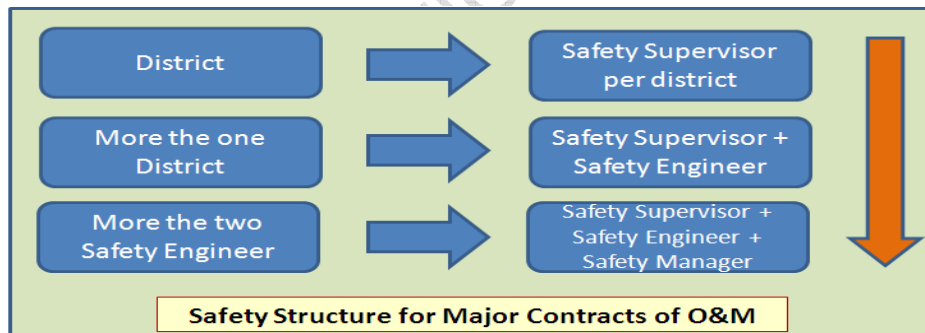 District
Safety Supervisor
per district
More the one
District
Safety Supervisor +
Safety Engineer
More the two
Safety Engineer
Safety Supervisor +
Safety Engineer +
Safety Manager
Safety Structure for Major Contracts of O&M